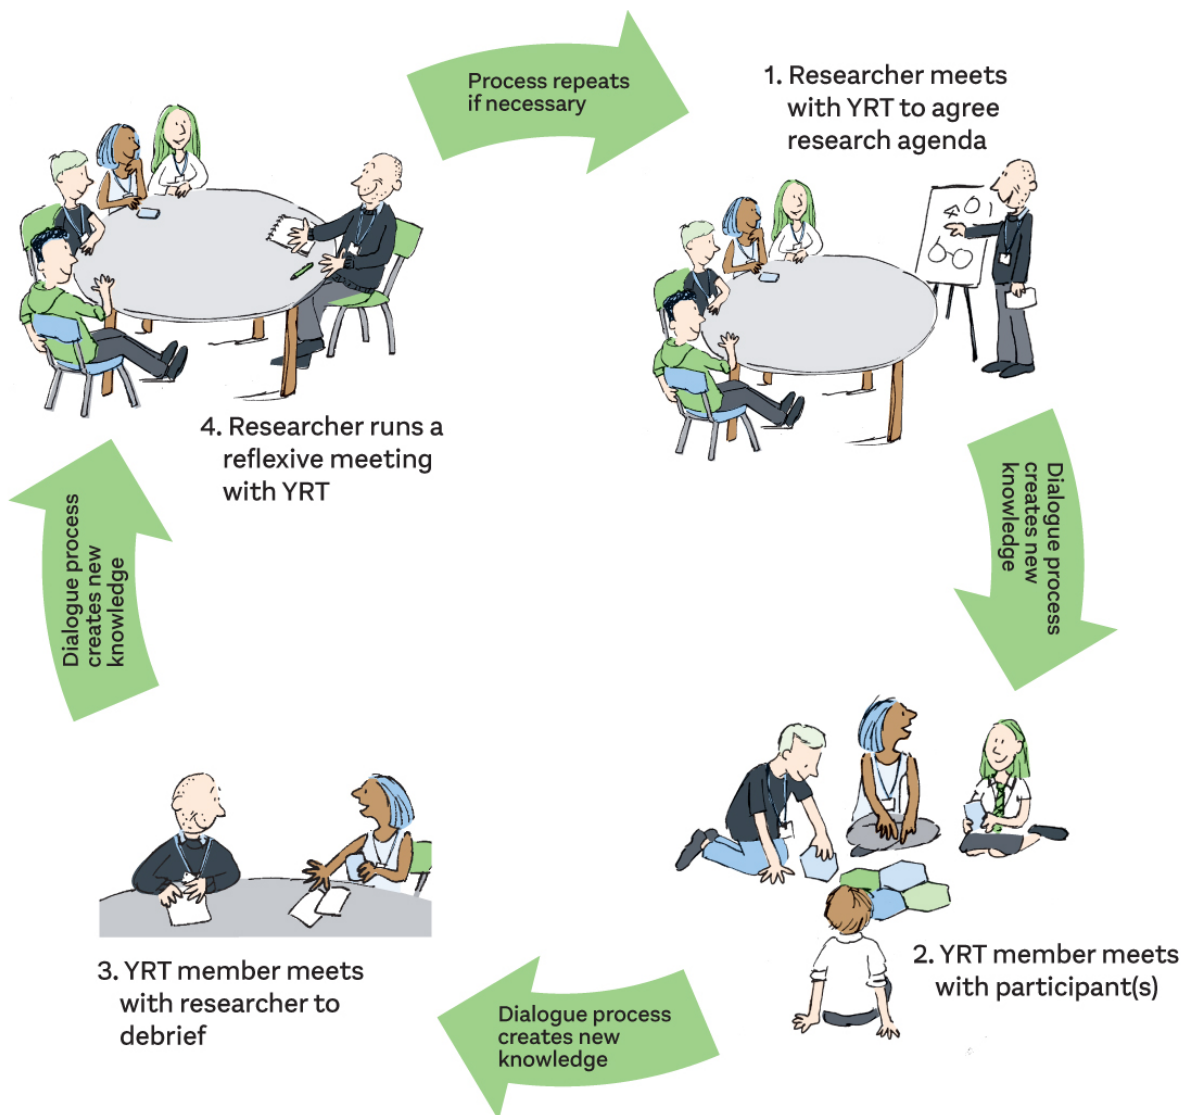 Process repeats
if necessary
1. Researcher meets
with YRT to agree
research agenda
Dialogue process
creates new
knowledge
2. YRT member meets
with participant(s)
Dialogue process
creates new
knowledge
3. YRT member meets
with researcher to
debrief
Dialogue process
creates new
knowledge
4. Researcher runs a
reflexive meeting
with YRT